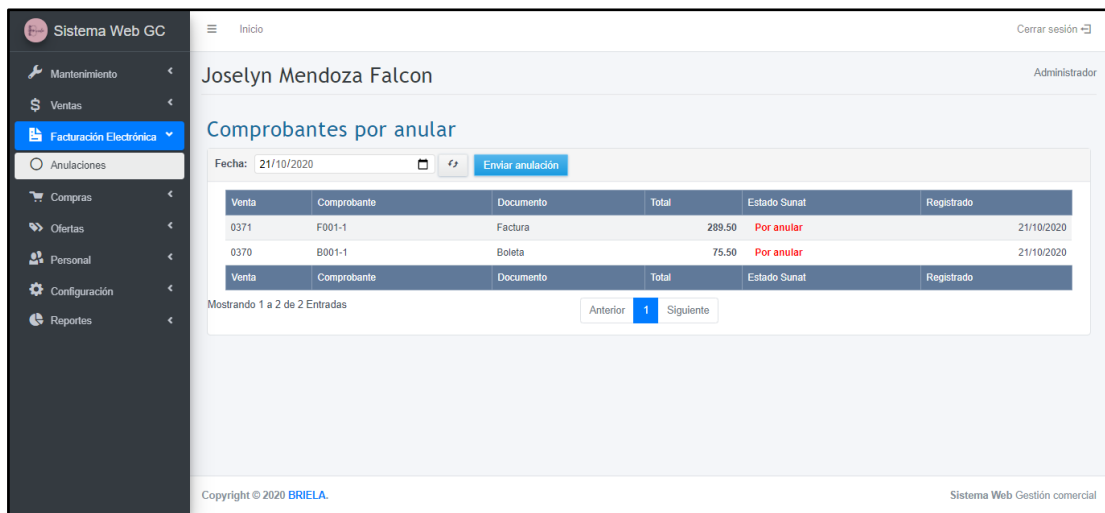 Sistema Web GC
Inicio
Cerrar sesión
Mantenimiento
Ventas
Facturación Electrónica
Anulaciones
Compras
Ofertas
Personal
Configuración
Reportes
Joselyn Mendoza Falcon
Administrador
Comprobantes por anular
Fecha: 21/10/2020 Enviar anulación
Venta Comprobante Documento Total Estado Sunat Registrado
0371 F001-1 Factura 289.50 Por anular 21/10/2020
0370 B001-1 Boleta 75.50 Por anular 21/10/2020
Venta Comprobante Documento Total Estado Sunat Registrado
Mostrando 1 a 2 de 2 Entradas
Anterior 1 Siguiente
Copyright © 2020 BRIELA.
Sistema Web Gestión comercial